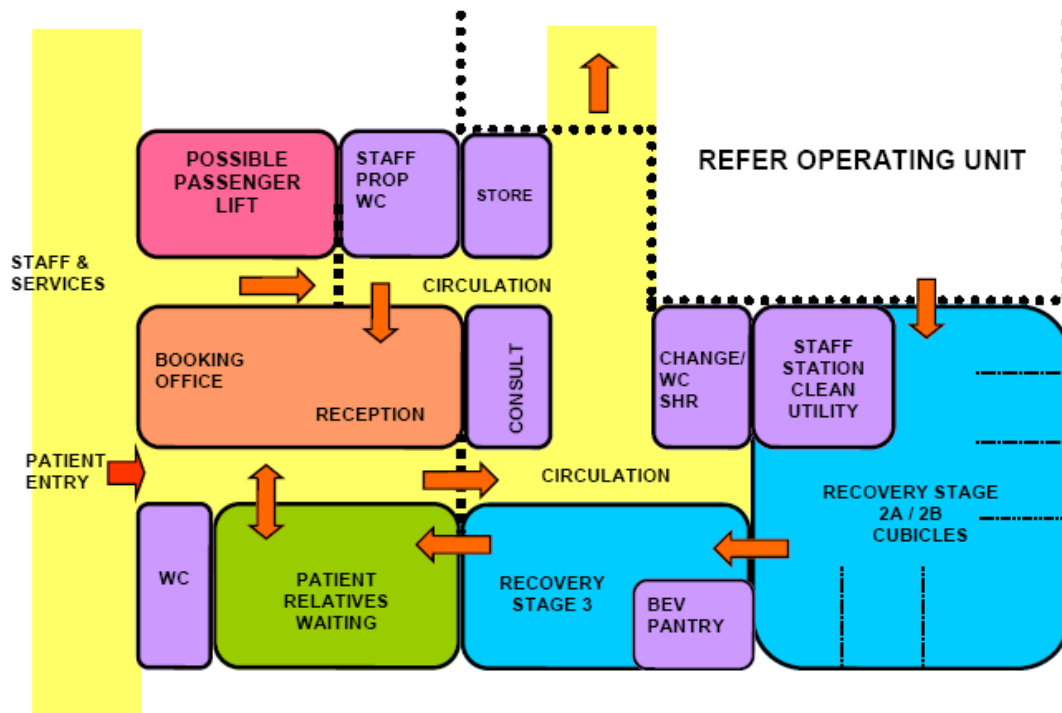 POSSIBLE
PASSENGER
LIFT
STAFF
PROP
WC
STORE
REFER OPERATING UNIT
STAFF &
SERVICES
CIRCULATION
BOOKING
OFFICE
RECEPTION
CONSULT
CHANGE/
WC
SHR
STAFF
STATION
CLEAN
UTILITY
PATIENT
ENTRY
CIRCULATION
RECOVERY STAGE
2A / 2B
CUBICLES
WC
PATIENT
RELATIVES
WAITING
RECOVERY
STAGE 3
BEV
PANTRY